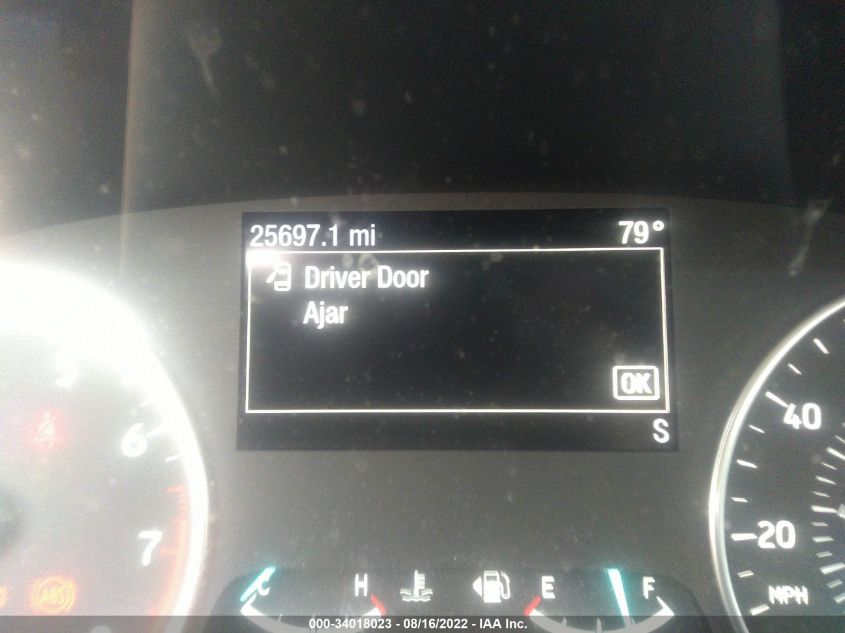 25697.1 mi 79°
Driver Door
Ajar
OK
S
6
7
ABS
C H E F
40
20
MPH
000-34018023 - 08/16/2022 - IAA Inc.